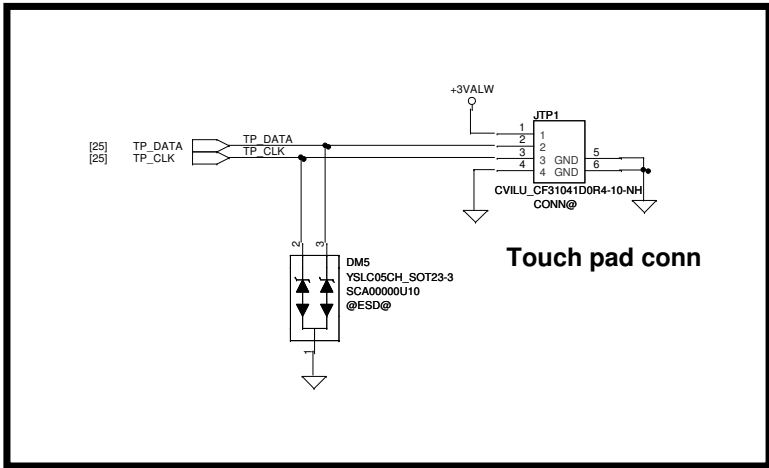 +3VALW
JTP1
1 1
[25] TP_DATA TP_DATA 2 2
[25] TP_CLK TP_CLK 3 3 GND 5
4 4 GND 6
CVILU_CF31041D0R4-10-NH
CONN@
Touch pad conn
2 3
DM5
YSLC05CH_SOT23-3
SCA00000U10
@ESD@
1